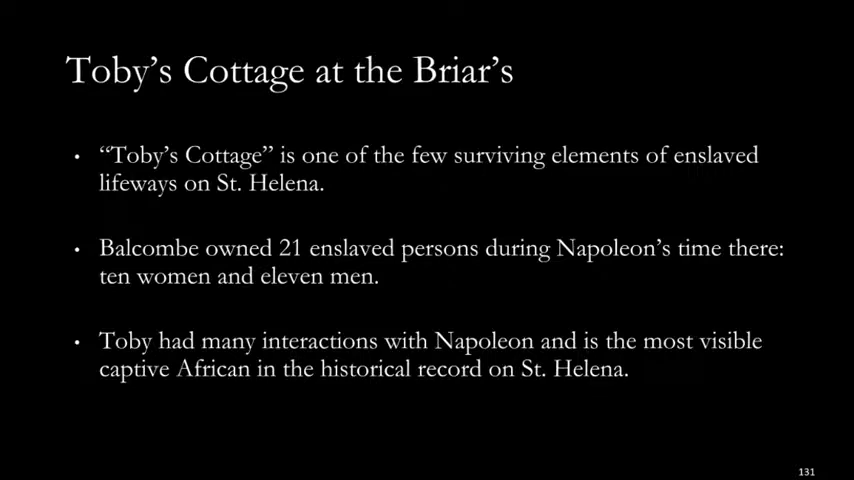 Toby’s Cottage at the Briar’s
• “Toby’s Cottage” is one of the few surviving elements of enslaved
lifeways on St. Helena.
• Balcombe owned 21 enslaved persons during Napoleon’s time there:
ten women and eleven men.
• Toby had many interactions with Napoleon and is the most visible
captive African in the historical record on St. Helena.
131